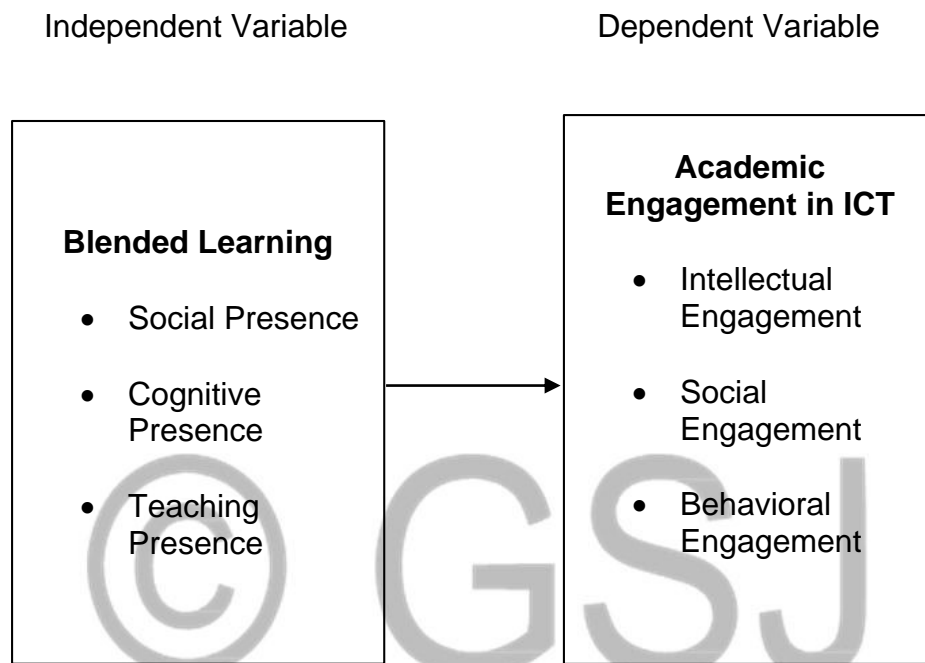 Independent Variable
Dependent Variable
Blended Learning
• Social Presence
• Cognitive
Presence
• Teaching
Presence
Academic
Engagement in ICT
• Intellectual
Engagement
• Social
Engagement
• Behavioral
Engagement
© GSJ